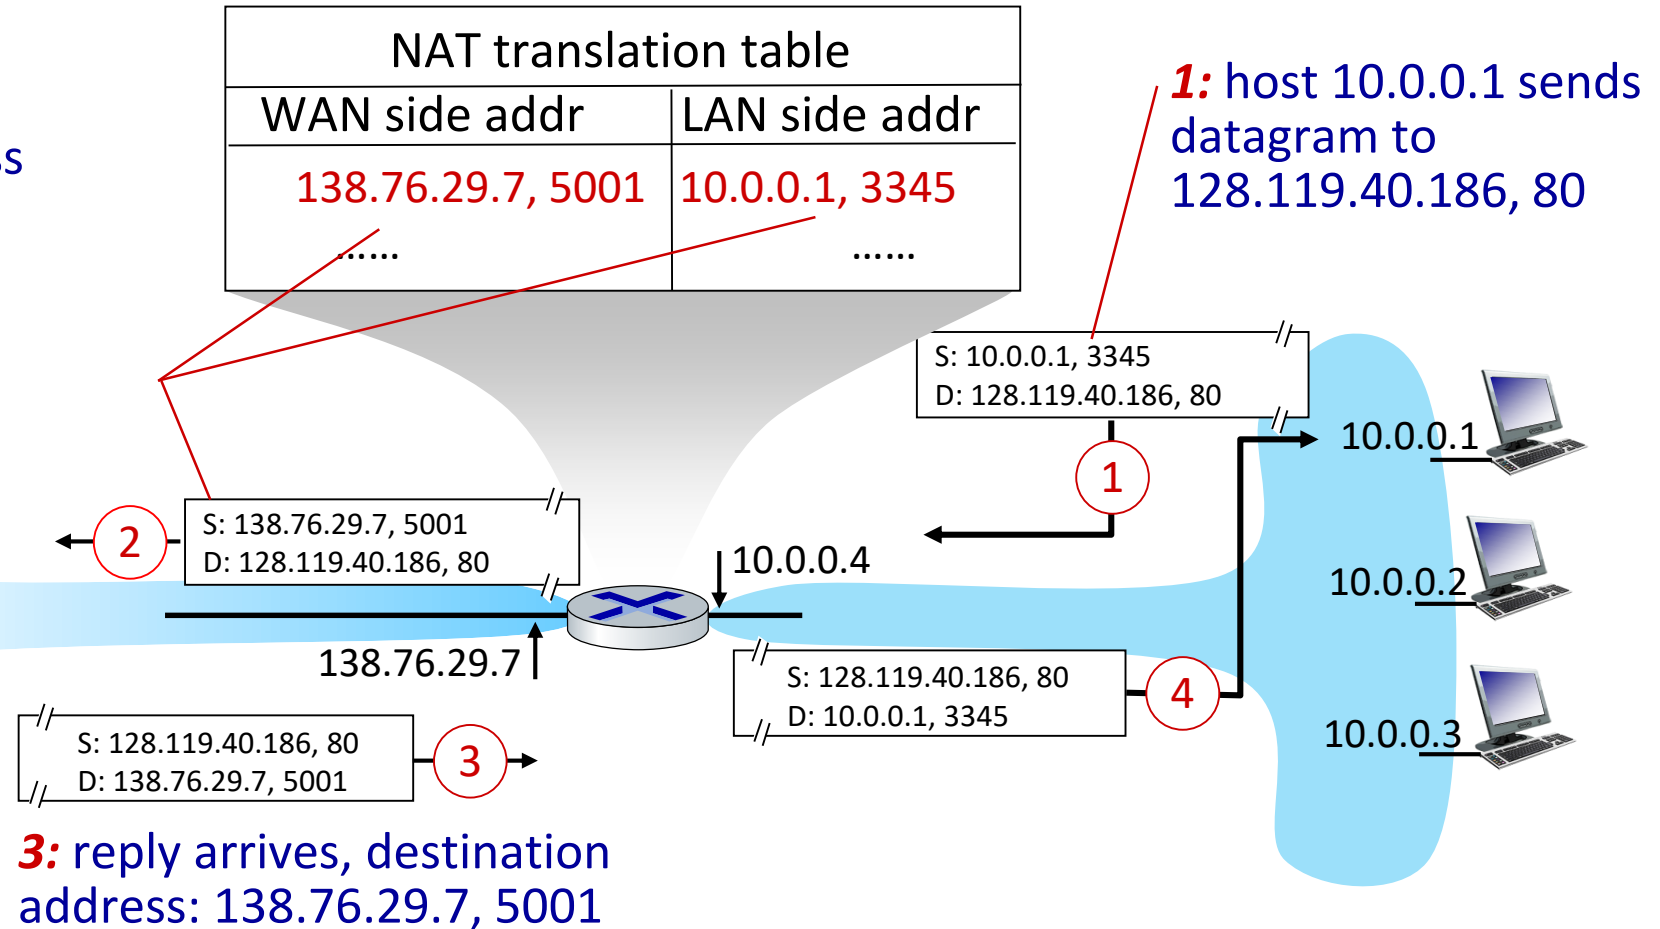 NAT translation table
WAN side addr LAN side addr
138.76.29.7, 5001 10.0.0.1, 3345
…… ……
1: host 10.0.0.1 sends
datagram to
128.119.40.186, 80
S: 10.0.0.1, 3345
D: 128.119.40.186, 80
1
10.0.0.1
2
S: 138.76.29.7, 5001
D: 128.119.40.186, 80
10.0.0.4
10.0.0.2
138.76.29.7
S: 128.119.40.186, 80
D: 10.0.0.1, 3345
4
10.0.0.3
S: 128.119.40.186, 80
D: 138.76.29.7, 5001
3
3: reply arrives, destination
address: 138.76.29.7, 5001